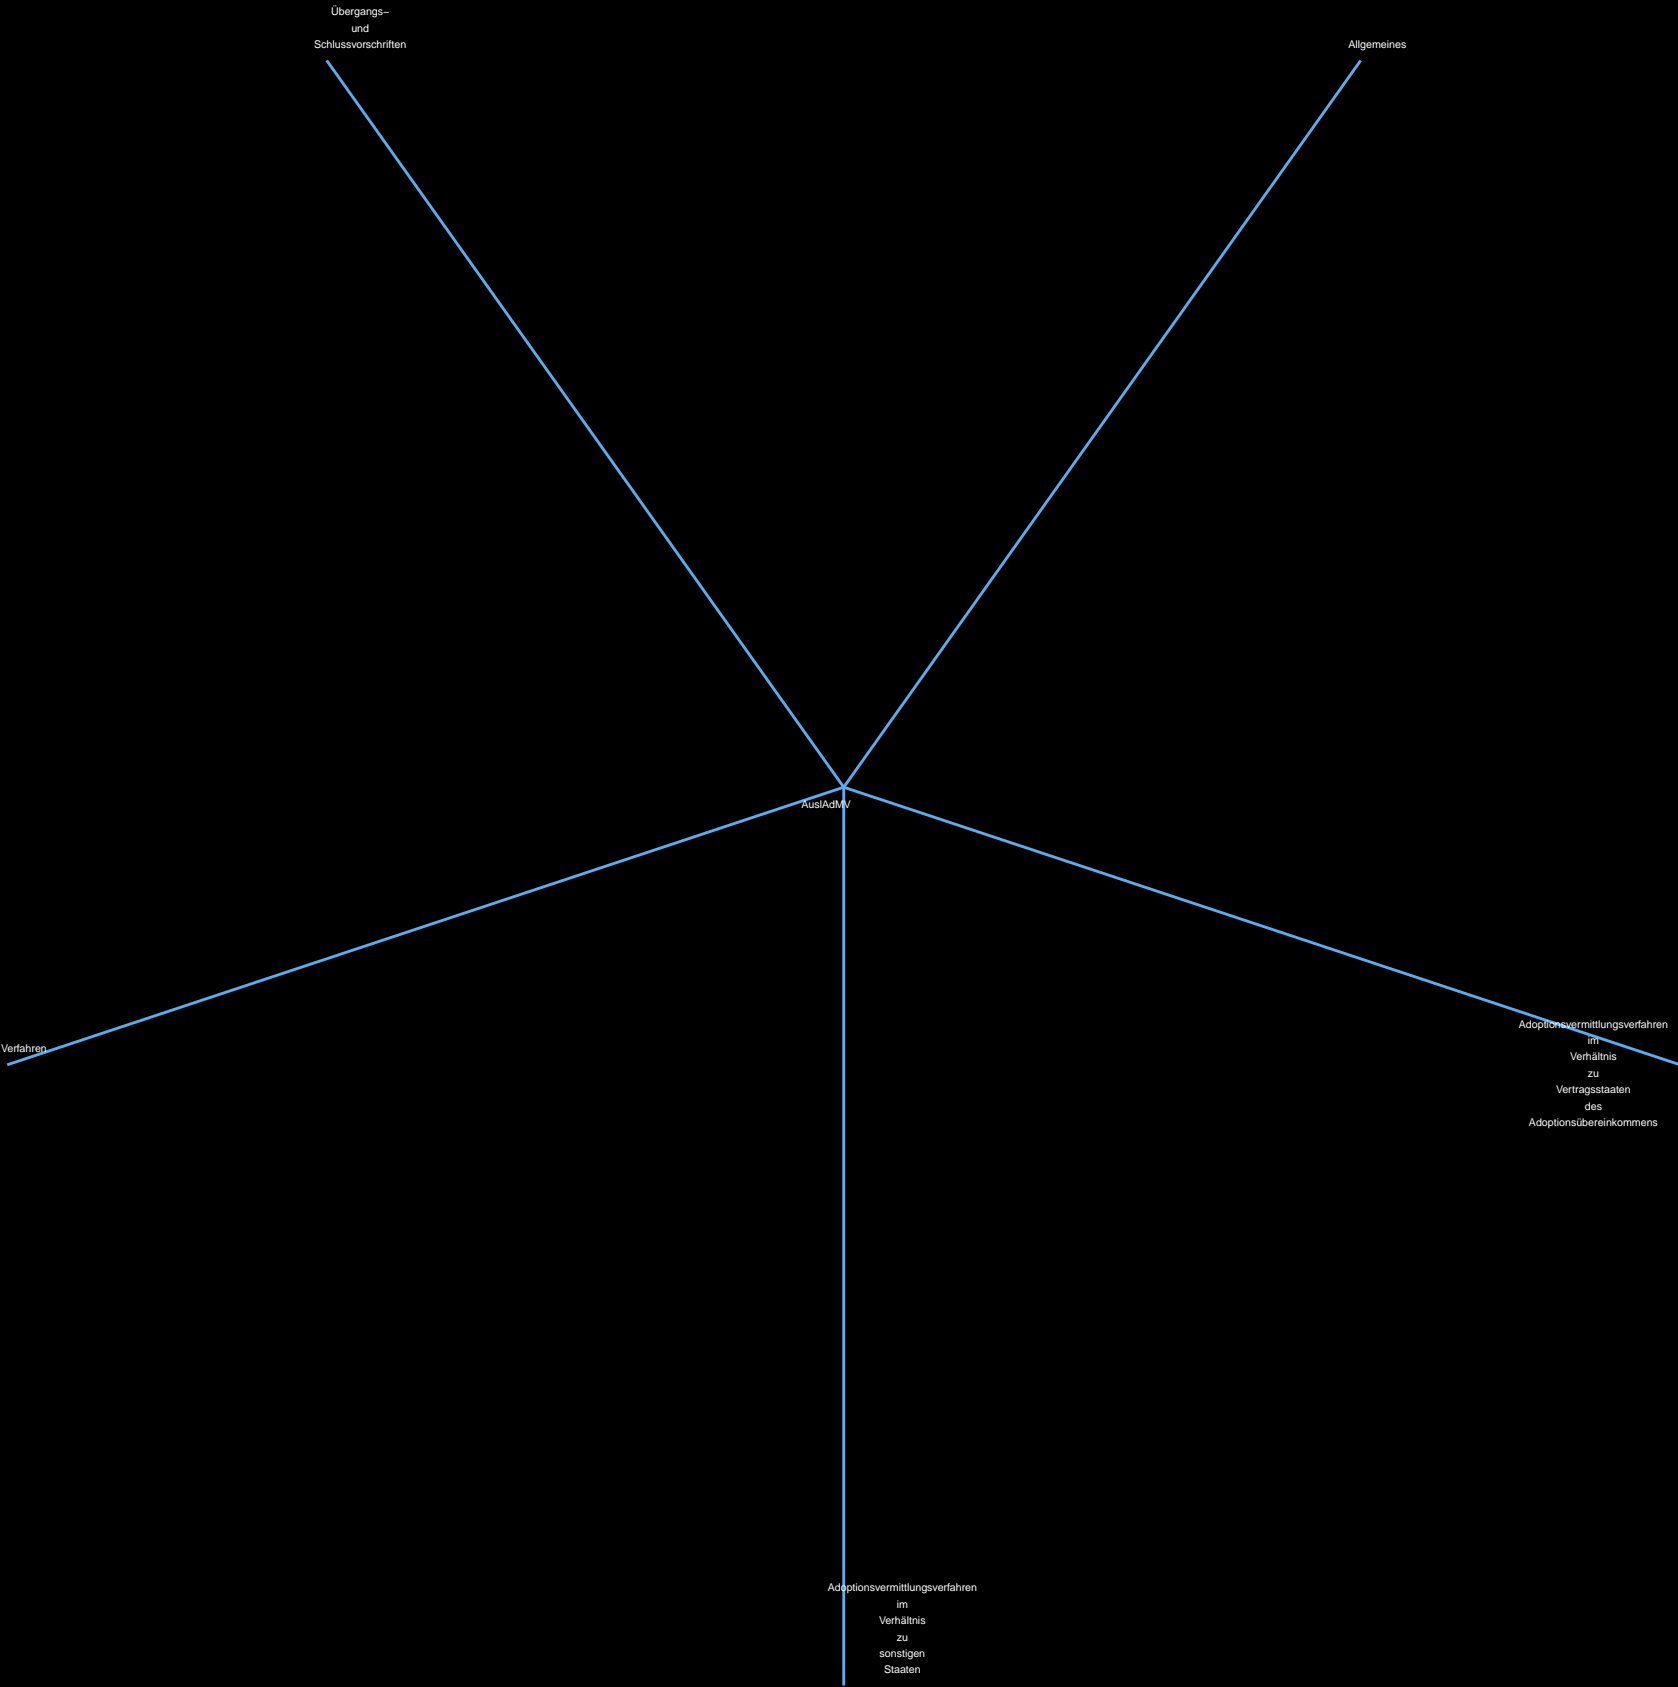 Übergangs–
und
Schlussvorschriften
Allgemeines
AuslAdMV
Adoptionsvermittlungsverfahren
im
Verhältnis
zu
Vertragsstaaten
des
Adoptionsübereinkommens
Verfahren
Adoptionsvermittlungsverfahren
im
Verhältnis
zu
sonstigen
Staaten